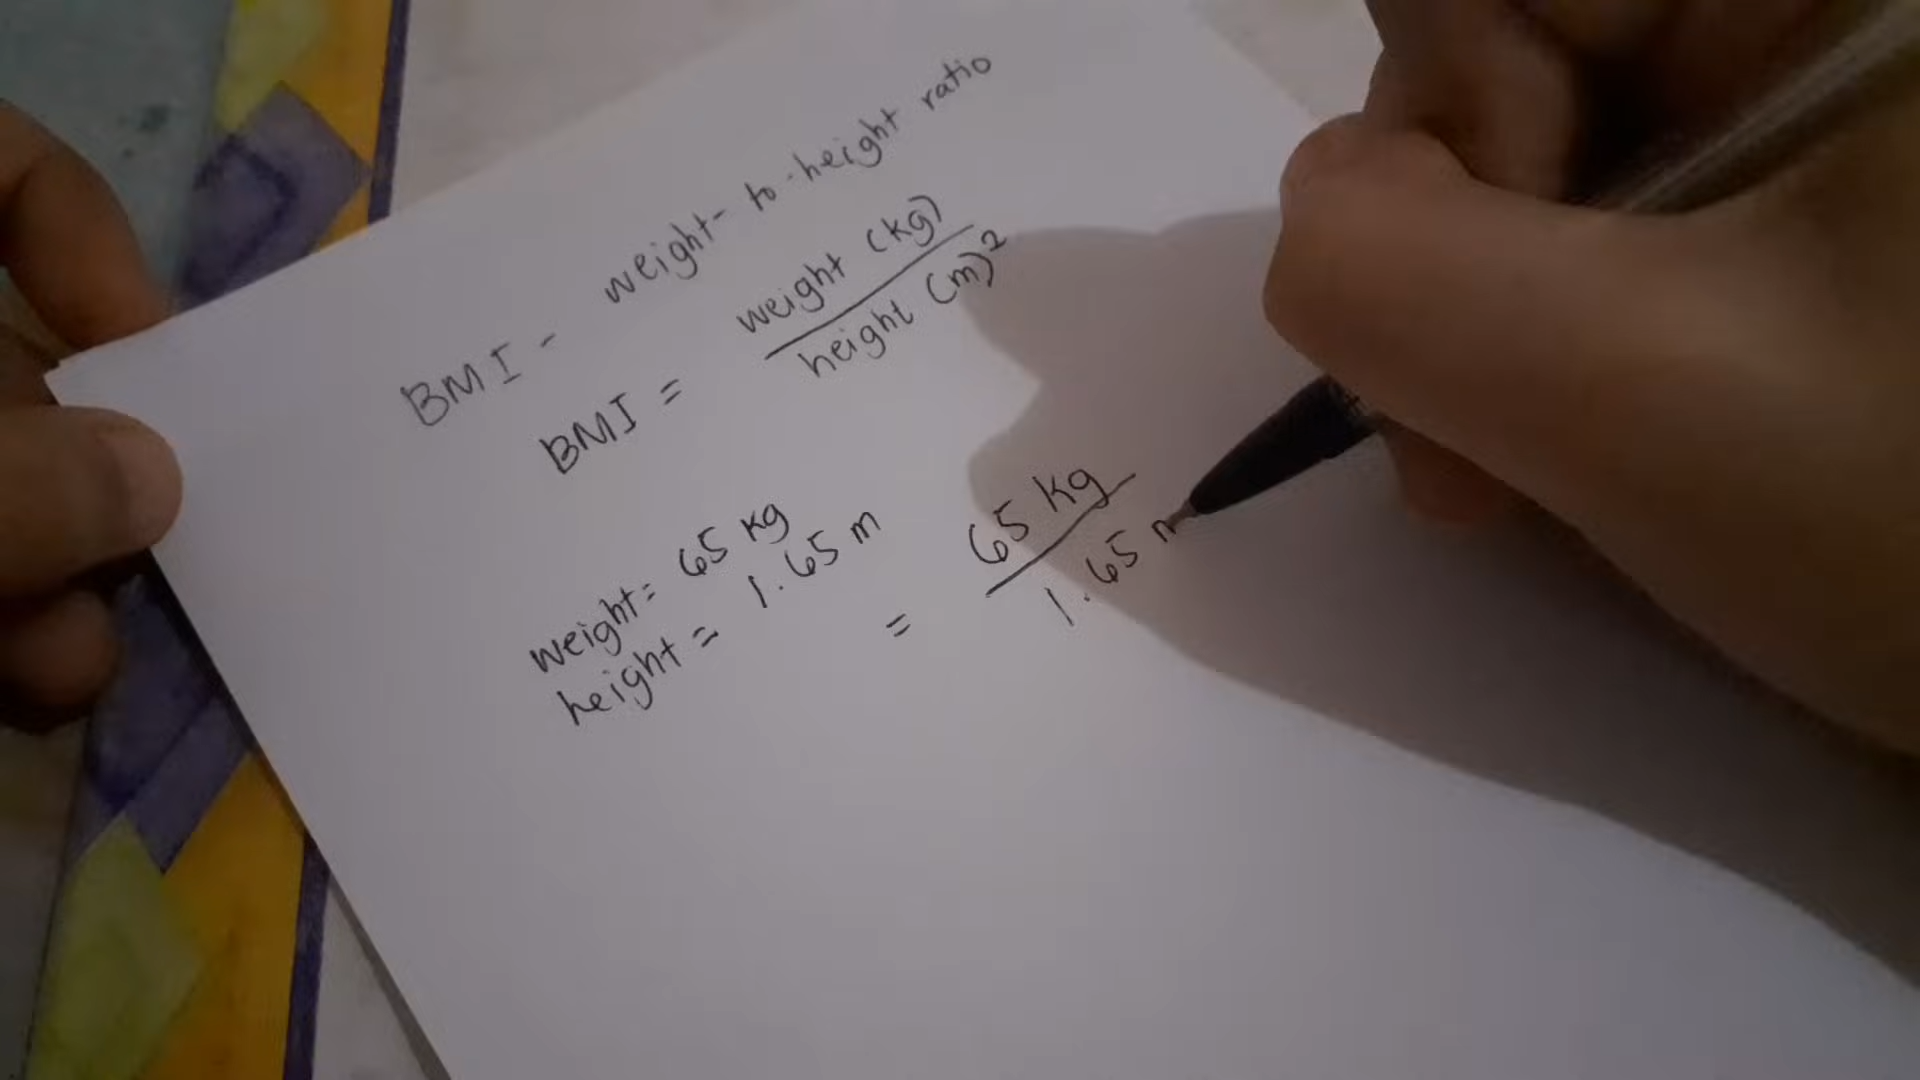 BMI - weight- to-height ratio
BMI = weight (kg)
height (m)²
weight= 65 kg
height = 1.65 m
= 65 kg
1.65 m